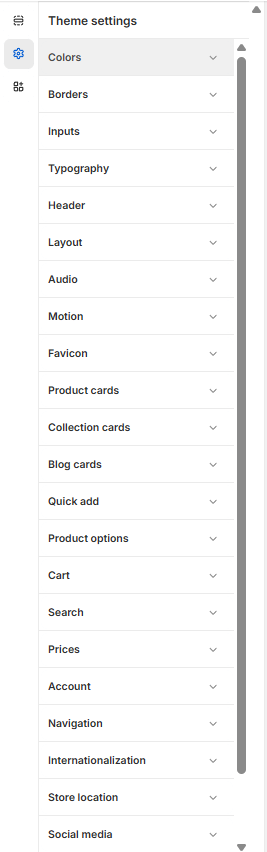 Theme settings
Colors
Borders
Inputs
Typography
Header
Layout
Audio
Motion
Favicon
Product cards
Collection cards
Blog cards
Quick add
Product options
Cart
Search
Prices
Account
Navigation
Internationalization
Store location
Social media